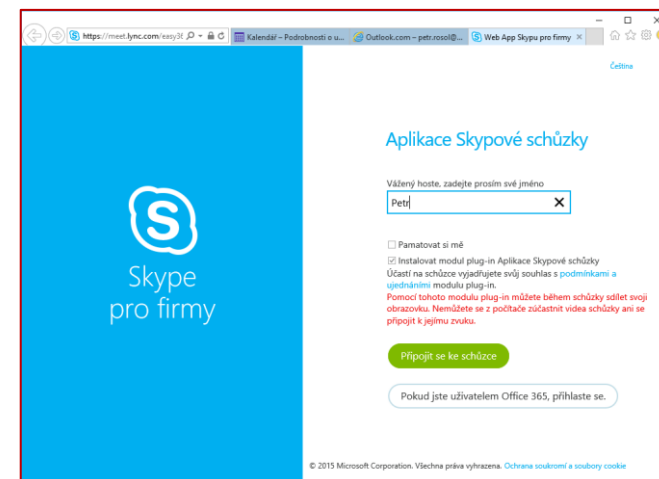 https://meet.lync.com/easy3
Kalendář – Podrobnosti o u...
Outlook.com – petr.rosol@...
Web App Skypu pro firmy
Čeština
Aplikace Skypové schůzky
Vážený hoste, zadejte prosím své jméno
Petr
Pamatovat si mě
Instalovat modul plug-in Aplikace Skypové schůzky
Účastí na schůzce vyjadřujete svůj souhlas s podmínkami a
ujednáními modulu plug-in.
Pomocí tohoto modulu plug-in můžete během schůzky sdílet svoji
obrazovku. Nemůžete se z počítače zúčastnit videa schůzky ani se
připojit k jejímu zvuku.
Připojit se ke schůzce
Pokud jste uživatelem Office 365, přihlaste se.
Skype
pro firmy
© 2015 Microsoft Corporation. Všechna práva vyhrazena. Ochrana soukromí a soubory cookie